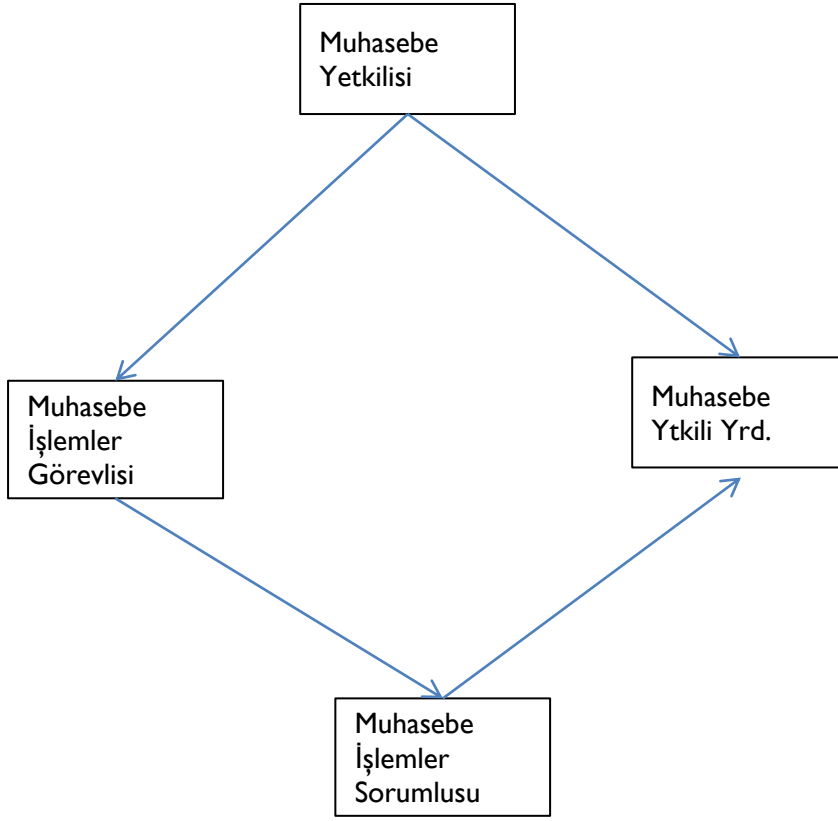 Muhasebe
Yetkilisi
Muhasebe
İşlemler
Görevlisi
Muhasebe
Ytkili Yrd.
Muhasebe
İşlemler
Sorumlusu